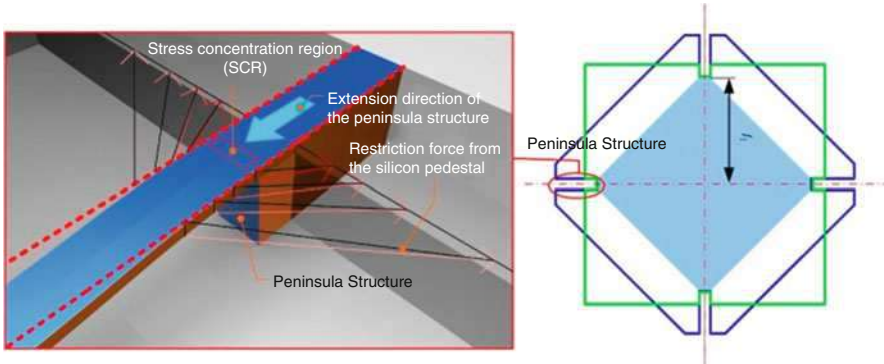 Stress concentration region
(SCR)
Extension direction of
the peninsula structure
Restriction force from
the silicon pedestal
Peninsula Structure
Peninsula Structure